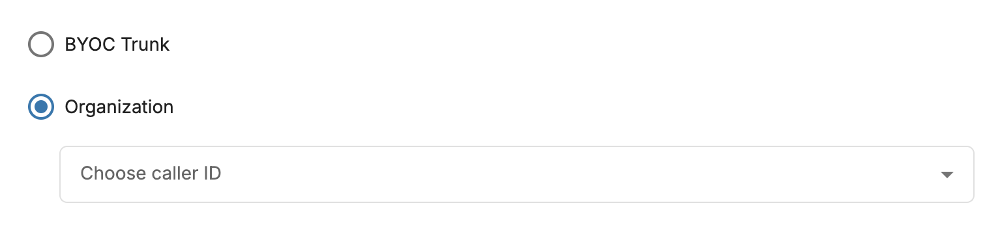 BYOC Trunk
Organization
Choose caller ID